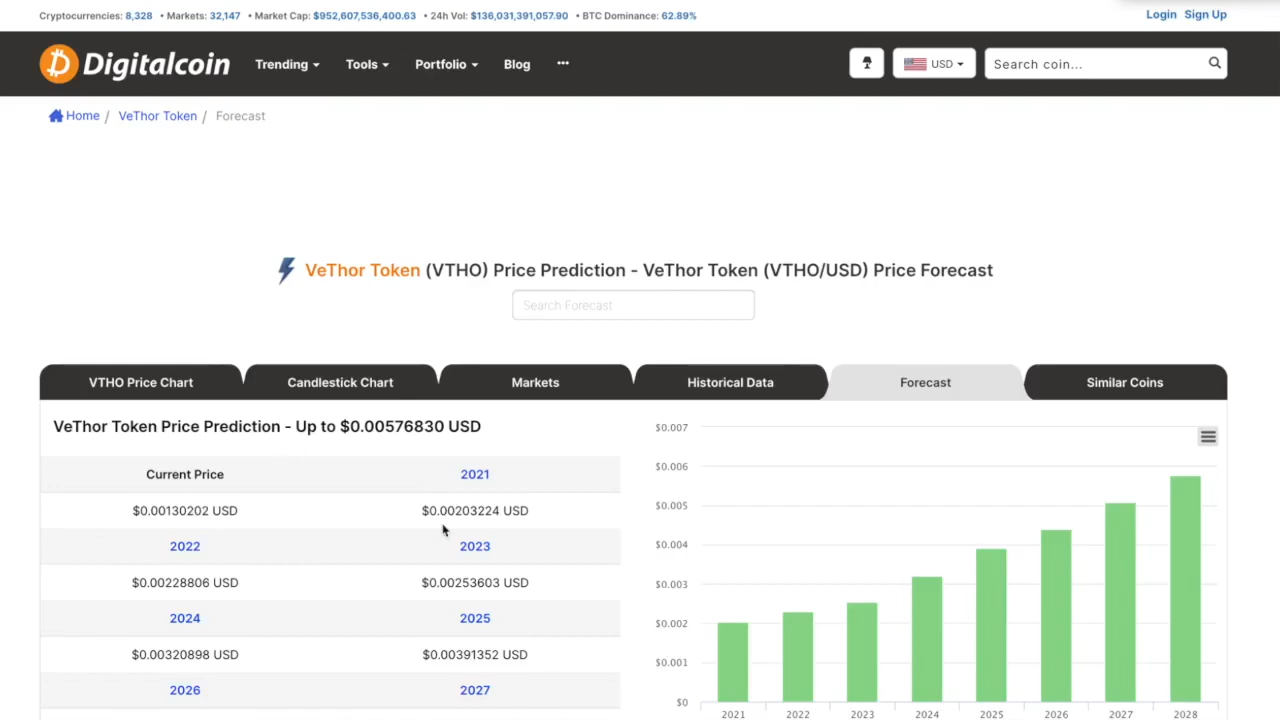 Cryptocurrencies: 8,328 • Markets: 32,147 • Market Cap: $952,607,536,400.63 • 24h Vol: $136,031,391,057.90 • BTC Dominance: 62.89%
Login Sign Up
Digitalcoin
Trending
Tools
Portfolio
Blog
USD
Search coin...
Home / VeThor Token / Forecast
VeThor Token (VTHO) Price Prediction - VeThor Token (VTHO/USD) Price Forecast
Search Forecast
VTHO Price Chart
Candlestick Chart
Markets
Historical Data
Forecast
Similar Coins
VeThor Token Price Prediction - Up to $0.00576830 USD
Current Price 2021
$0.00130202 USD $0.00203224 USD
2022 2023
$0.00228806 USD $0.00253603 USD
2024 2025
$0.00320898 USD $0.00391352 USD
2026 2027
$0.007
$0.006
$0.005
$0.004
$0.003
$0.002
$0.001
$0
2021 2022 2023 2024 2025 2026 2027 2028